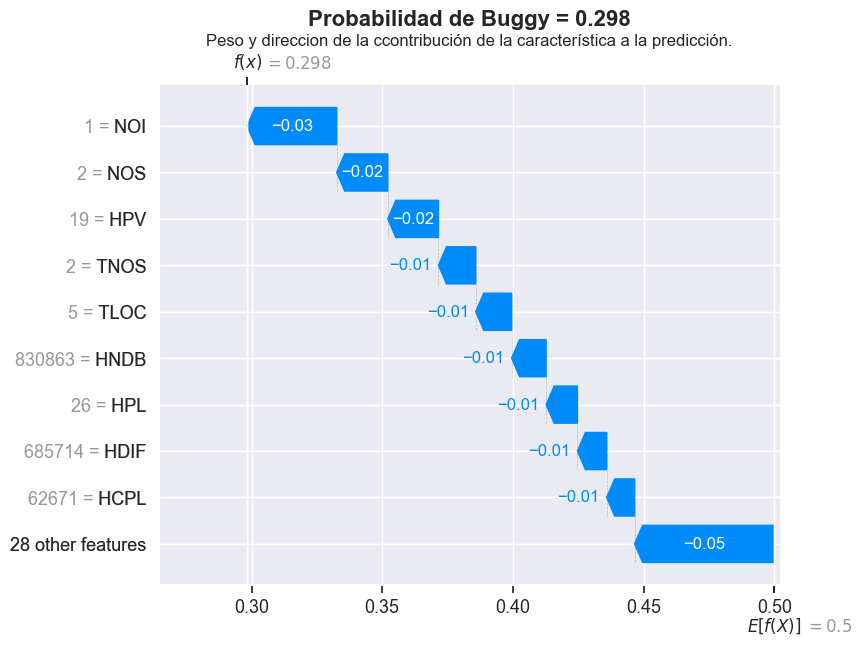 Probabilidad de Buggy = 0.298
Peso y direccion de la ccontribución de la característica a la predicción.
f(x) = 0.298
1 = NOI
−0.03
2 = NOS
−0.02
19 = HPV
−0.02
2 = TNOS
−0.01
5 = TLOC
−0.01
830863 = HNDB
−0.01
26 = HPL
−0.01
685714 = HDIF
−0.01
62671 = HCPL
−0.01
28 other features
−0.05
0.30 0.35 0.40 0.45 0.50
E[f(X)] = 0.5